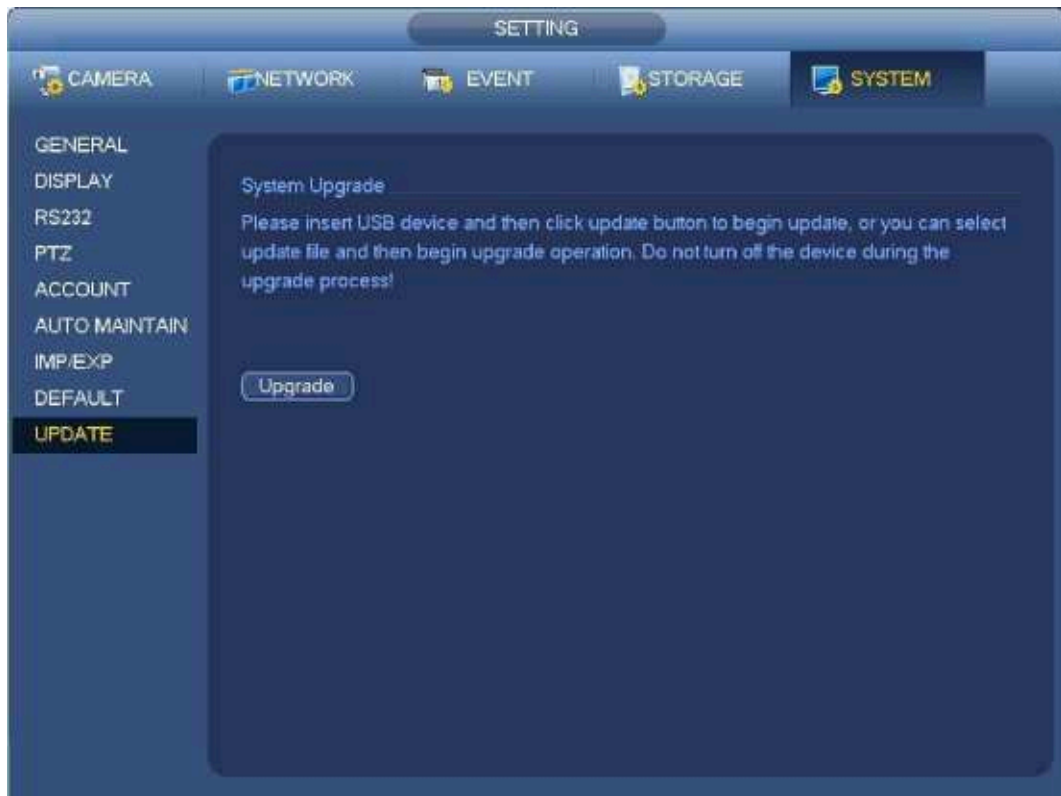 SETTING
CAMERA NETWORK EVENT STORAGE SYSTEM
GENERAL
DISPLAY
RS232
PTZ
ACCOUNT
AUTO MAINTAIN
IMP/EXP
DEFAULT
UPDATE
System Upgrade
Please insert USB device and then click update button to begin update, or you can select
update file and then begin upgrade operation. Do not turn off the device during the
upgrade process!
Upgrade